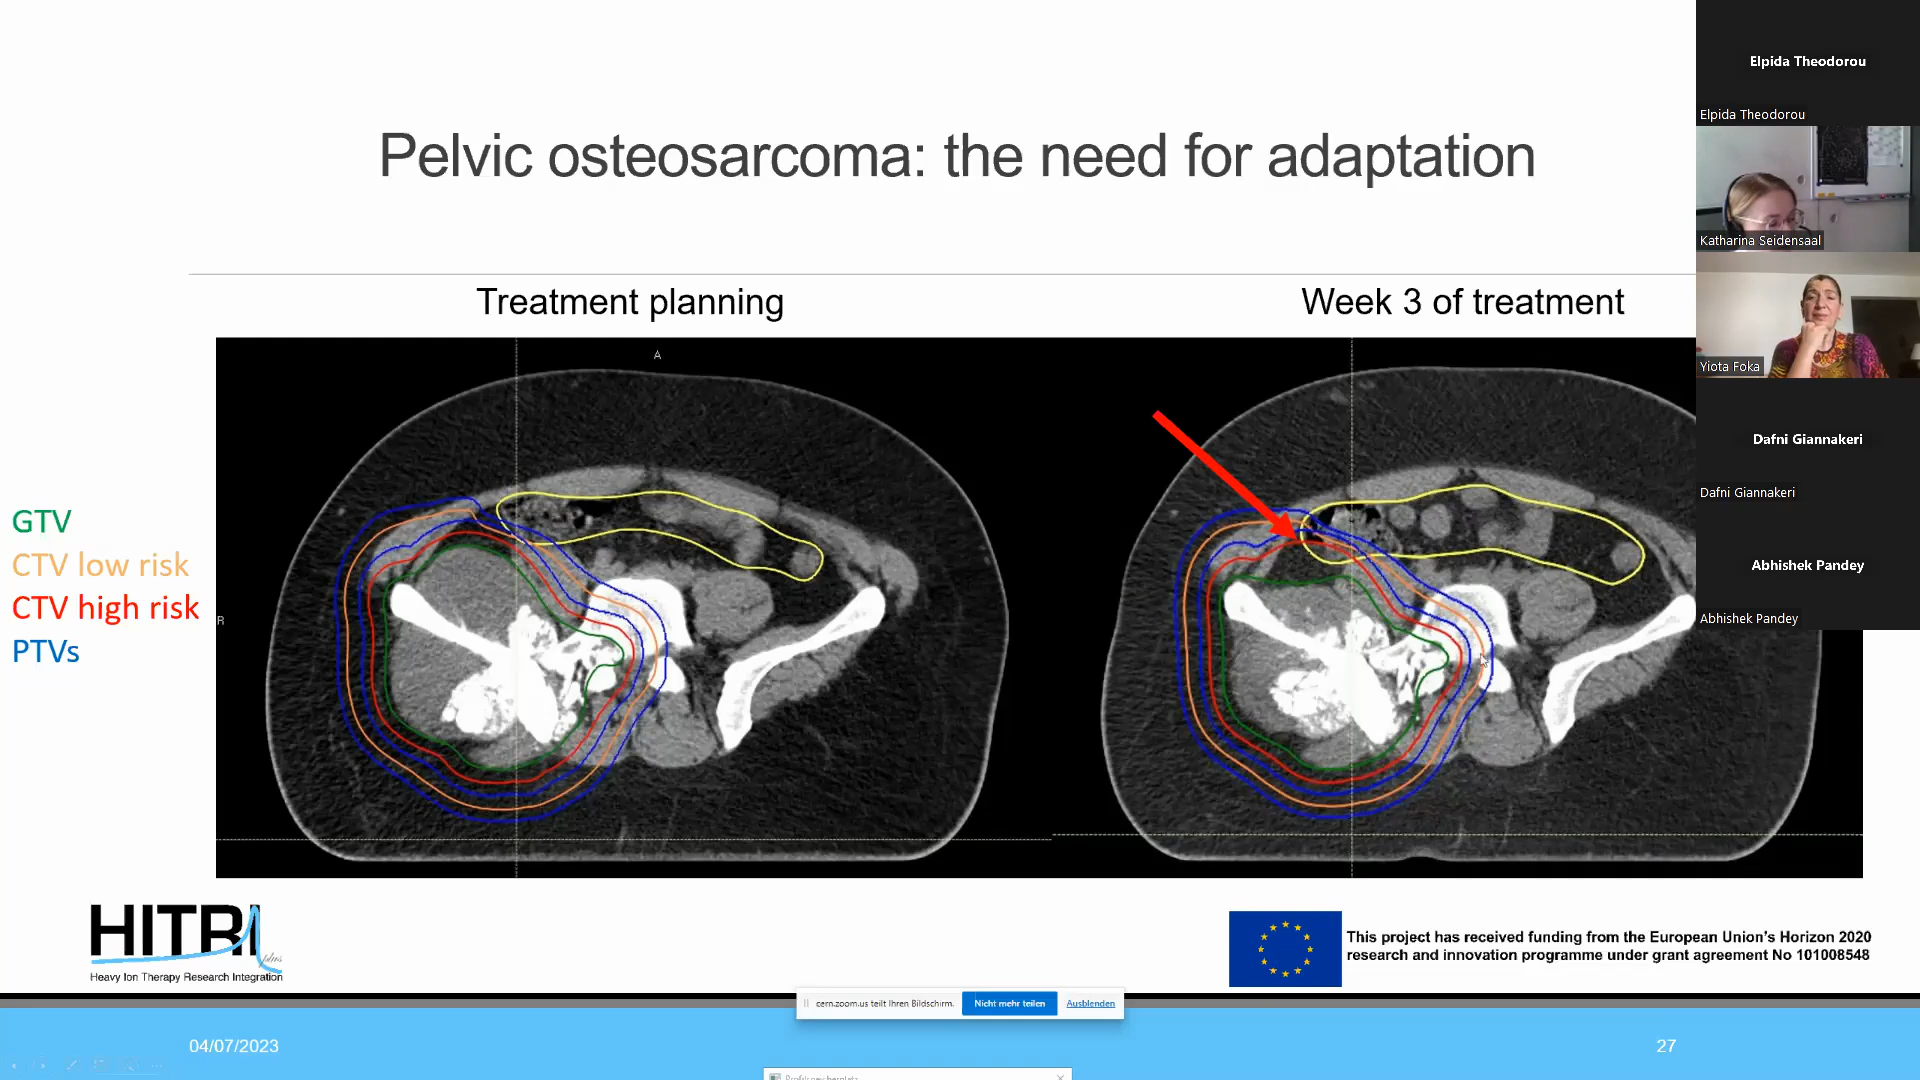 Pelvic osteosarcoma: the need for adaptation
Treatment planning
Week 3 of treatment
A
R
GTV
CTV low risk
CTV high risk
PTVs
HITRI
Heavy Ion Therapy Research Integration
This project has received funding from the European Union's Horizon 2020
research and innovation programme under grant agreement No 101008548
cern.zoom.us teilt Ihren Bildschirm.
Nicht mehr teilen
Ausblenden
04/07/2023
27
Elpida Theodorou
Elpida Theodorou
Katharina Seidensaal
Yiota Foka
Dafni Giannakeri
Dafni Giannakeri
Abhishek Pandey
Abhishek Pandey